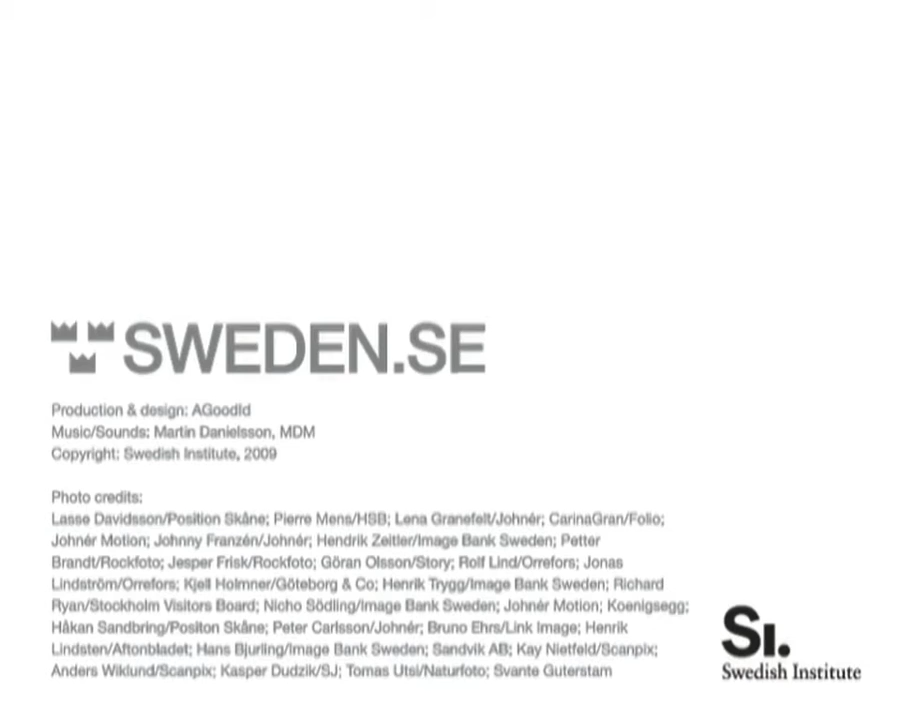 SWEDEN.SE
Production & design: AGoodId
Music/Sounds: Martin Danielsson, MDM
Copyright: Swedish Institute, 2009
Photo credits:
Lasse Davidsson/Position Skåne; Pierre Mens/HSB; Lena Granefelt/Johnér; CarinaGran/Folio;
Johnér Motion; Johnny Franzén/Johnér; Hendrik Zeitler/Image Bank Sweden; Petter
Brandt/Rockfoto; Jesper Frisk/Rockfoto; Göran Olsson/Story; Rolf Lind/Orrefors; Jonas
Lindström/Orrefors; Kjell Holmner/Göteborg & Co; Henrik Trygg/Image Bank Sweden; Richard
Ryan/Stockholm Visitors Board; Nicho Södling/Image Bank Sweden; Johnér Motion; Koenigsegg;
Håkan Sandbring/Positon Skåne; Peter Carlsson/Johnér; Bruno Ehrs/Link Image; Henrik
Lindsten/Aftonbladet; Hans Bjurling/Image Bank Sweden; Sandvik AB; Kay Nietfeld/Scanpix;
Anders Wiklund/Scanpix; Kasper Dudzik/SJ; Tomas Utsi/Naturfoto; Svante Guterstam
SI.
Swedish Institute